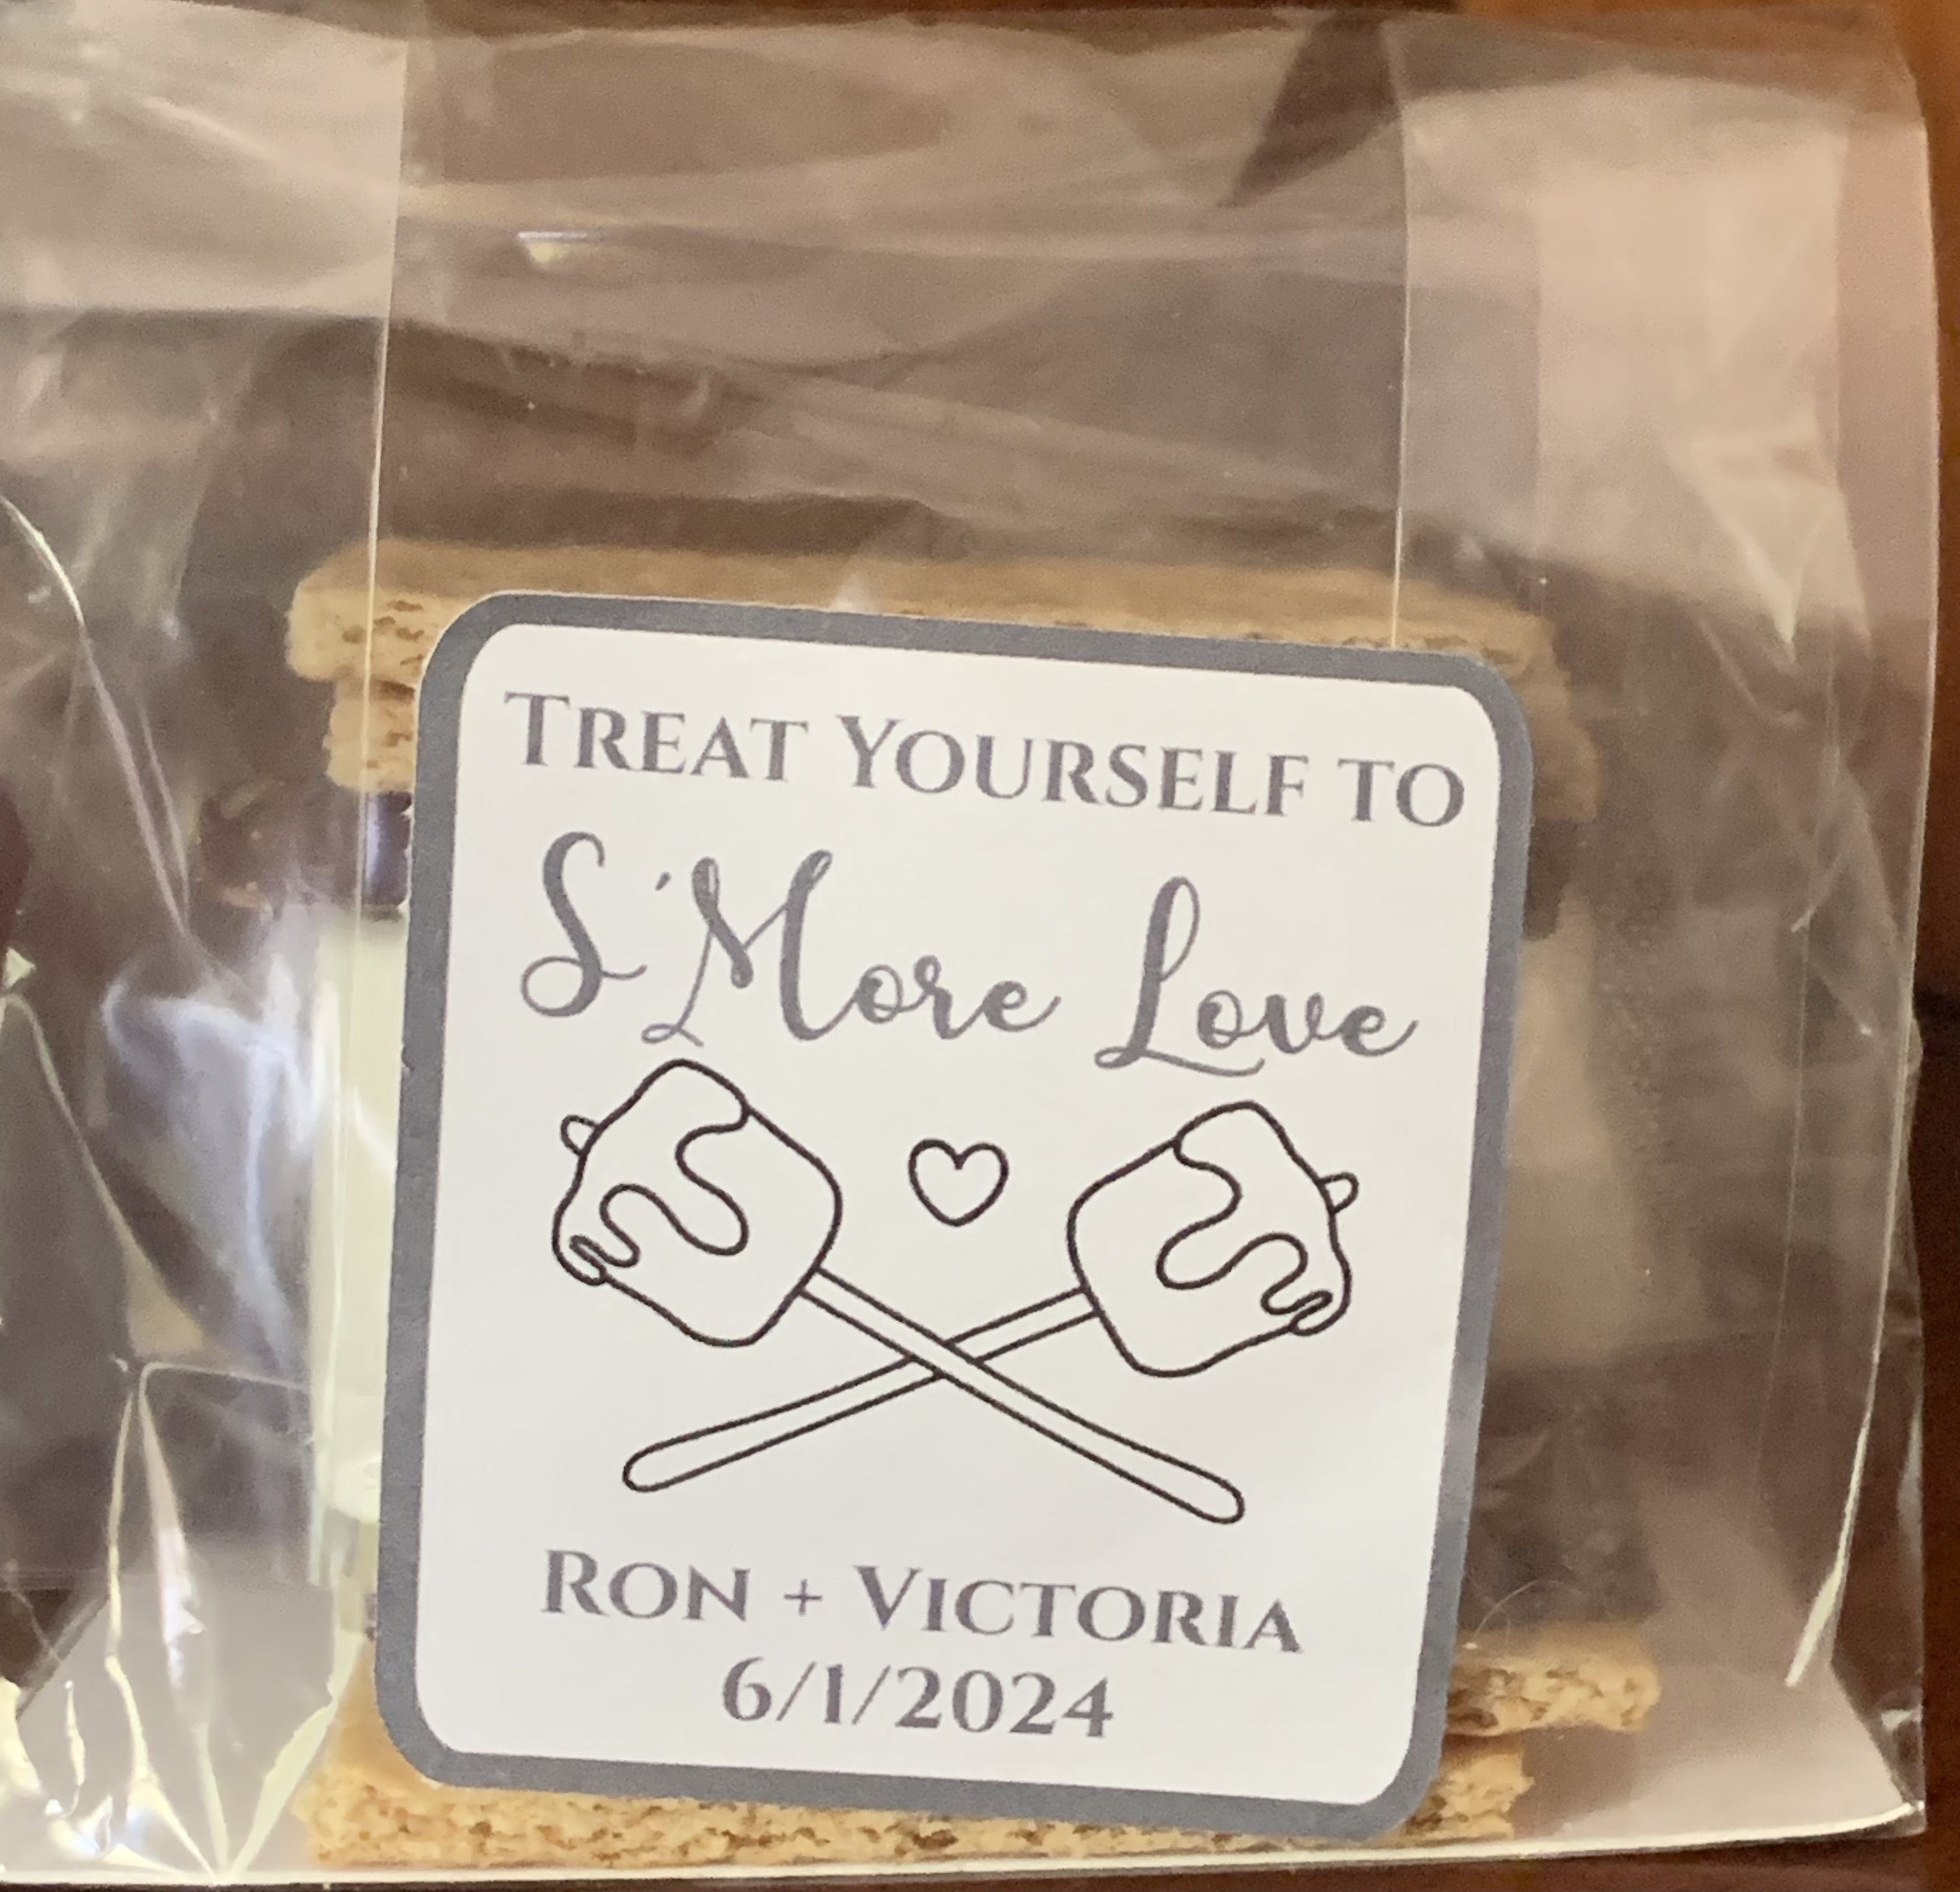 Treat Yourself to
S'More Love
Ron + Victoria
6/1/2024